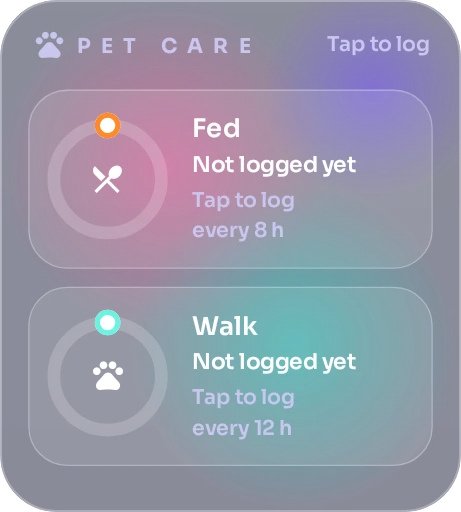 PET CARE Tap to log
Fed
Not logged yet
Tap to log
every 8 h
Walk
Not logged yet
Tap to log
every 12 h